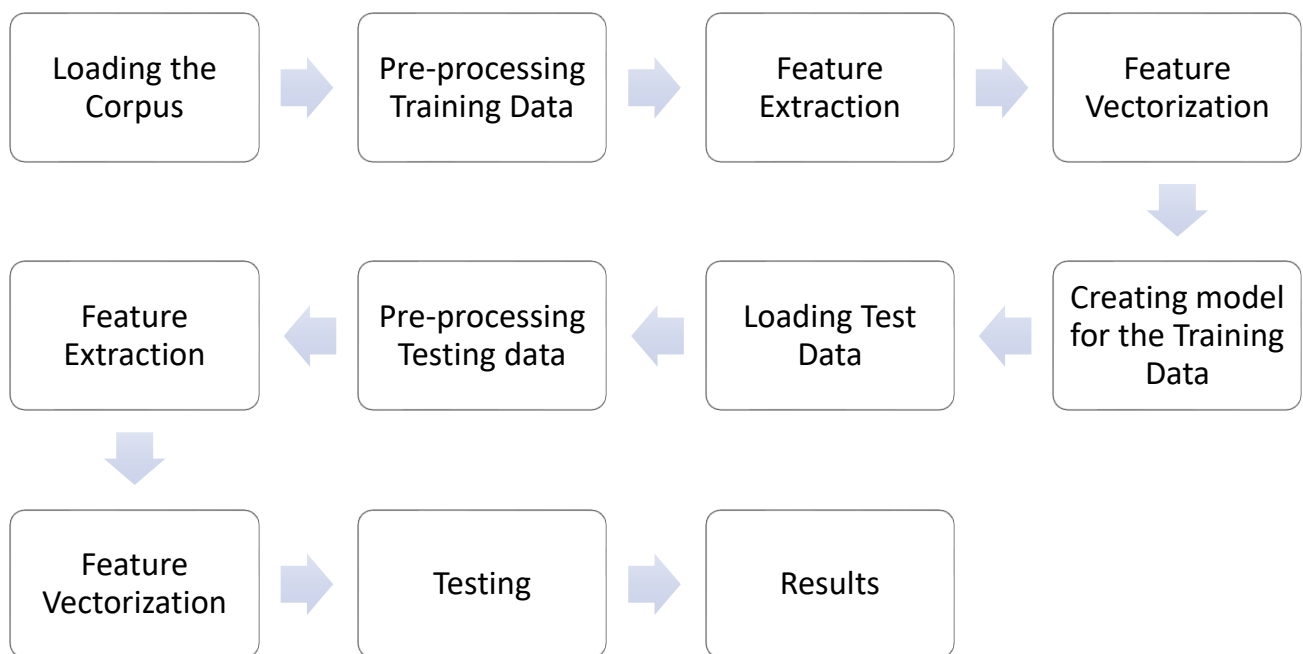 Loading the
Corpus
Pre-processing
Training Data
Feature
Extraction
Feature
Vectorization
Creating model
for the Training
Data
Loading Test
Data
Pre-processing
Testing data
Feature
Extraction
Feature
Vectorization
Testing
Results